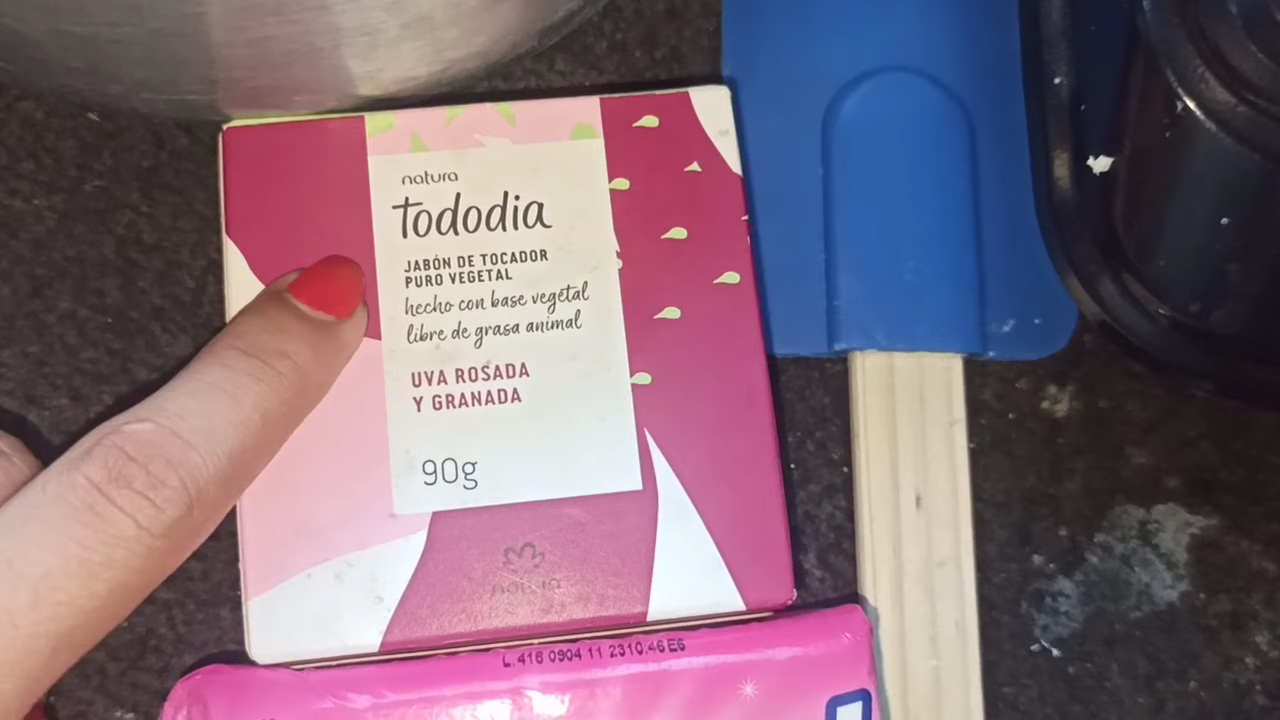 natura
Tododia
JABÓN DE TOCADOR
PURO VEGETAL
hecho con base vegetal
libre de grasa animal
UVA ROSADA
Y GRANADA
90g
natura
L.416 0904 11 2310:46 E6